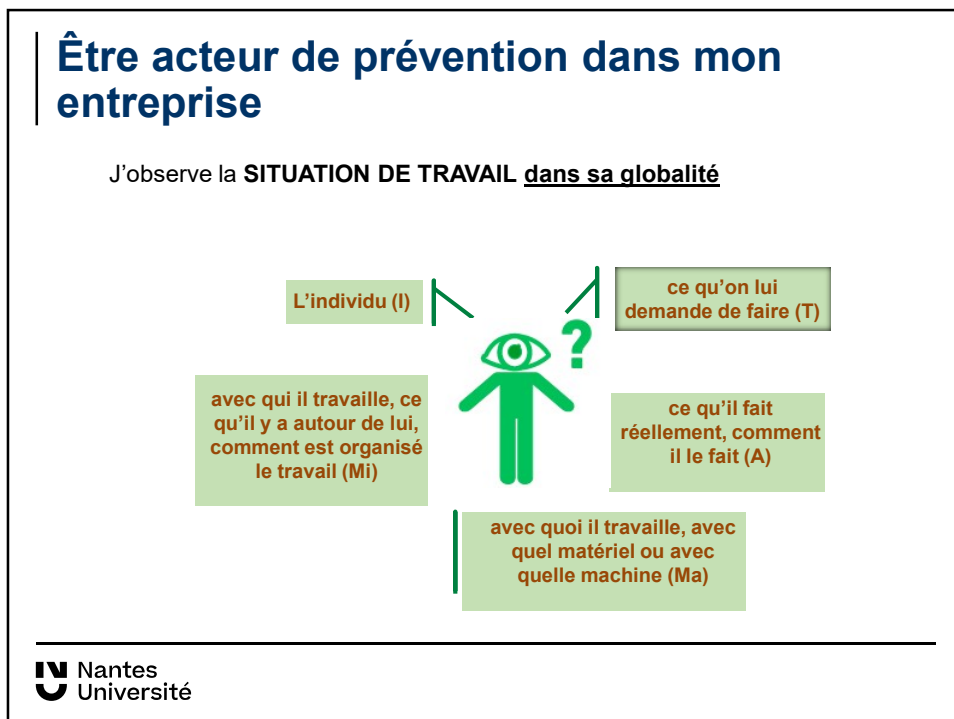 Être acteur de prévention dans mon
entreprise
J’observe la SITUATION DE TRAVAIL dans sa globalité
L’individu (I)
ce qu’on lui
demande de faire (T)
?
avec qui il travaille, ce
qu’il y a autour de lui,
comment est organisé
le travail (Mi)
ce qu’il fait
réellement, comment
il le fait (A)
avec quoi il travaille, avec
quel matériel ou avec
quelle machine (Ma)
Nantes
Université